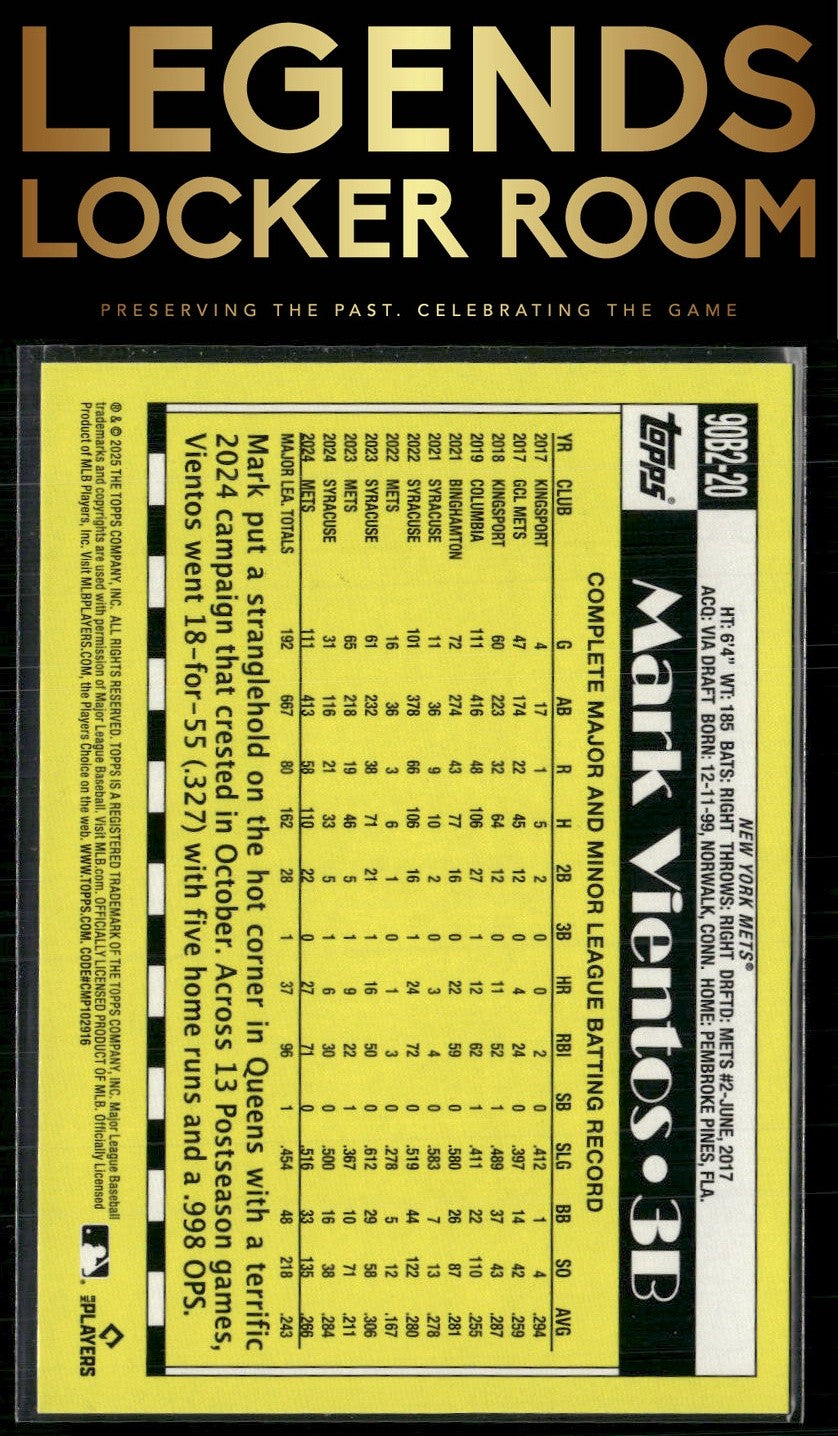 LEGENDS
LOCKER ROOM
PRESERVING THE PAST. CELEBRATING THE GAME
90B2-20
topps®
NEW YORK METS®
HT: 6'4" WT: 185 BATS: RIGHT THROWS: RIGHT DRFTD: METS #2-JUNE, 2017
ACQ: VIA DRAFT BORN: 12-11-99, NORWALK, CONN. HOME: PEMBROKE PINES, FLA.
Mark Vientos • 3B
COMPLETE MAJOR AND MINOR LEAGUE BATTING RECORD
YR CLUB G AB R H 2B 3B HR RBI SB SLG BB SO AVG
2017 KINGSPORT 4 17 1 5 2 0 0 2 0 .412 1 4 .294
2017 GCL METS 47 174 22 45 12 0 4 24 0 .397 14 42 .259
2018 KINGSPORT 60 223 32 64 12 0 11 52 1 .489 37 43 .287
2019 COLUMBIA 111 416 48 106 27 1 12 62 1 .411 22 110 .255
2021 BINGHAMTON 72 274 43 77 16 0 22 59 0 .580 26 87 .281
2021 SYRACUSE 11 36 9 10 2 0 3 4 0 .583 7 13 .278
2022 SYRACUSE 101 378 66 106 16 1 24 72 0 .519 44 122 .280
2022 METS 16 36 3 6 1 0 1 3 0 .278 5 12 .167
2023 SYRACUSE 61 232 38 71 21 1 16 50 0 .612 29 58 .306
2023 METS 65 218 19 46 5 1 9 22 1 .367 10 71 .211
2024 SYRACUSE 31 116 21 33 5 1 6 30 0 .500 16 38 .284
2024 METS 111 413 58 110 22 0 27 71 0 .516 33 135 .266
MAJOR LEA. TOTALS 192 667 80 162 28 1 37 96 1 .454 48 218 .243
Mark put a stranglehold on the hot corner in Queens with a terrific
2024 campaign that crested in October. Across 13 Postseason games,
Vientos went 18-for-55 (.327) with five home runs and a .998 OPS.
® & © 2025 THE TOPPS COMPANY, INC. ALL RIGHTS RESERVED. TOPPS IS A REGISTERED TRADEMARK OF THE TOPPS COMPANY, INC. Major League Baseball
trademarks and copyrights are used with permission of Major League Baseball. Visit MLB.com. OFFICIALLY LICENSED PRODUCT OF MLB. Officially Licensed
Product of MLB Players, Inc. Visit MLBPLAYERS.COM, the Players Choice on the web. WWW.TOPPS.COM. CODE#CMP102916
MLB PLAYERS